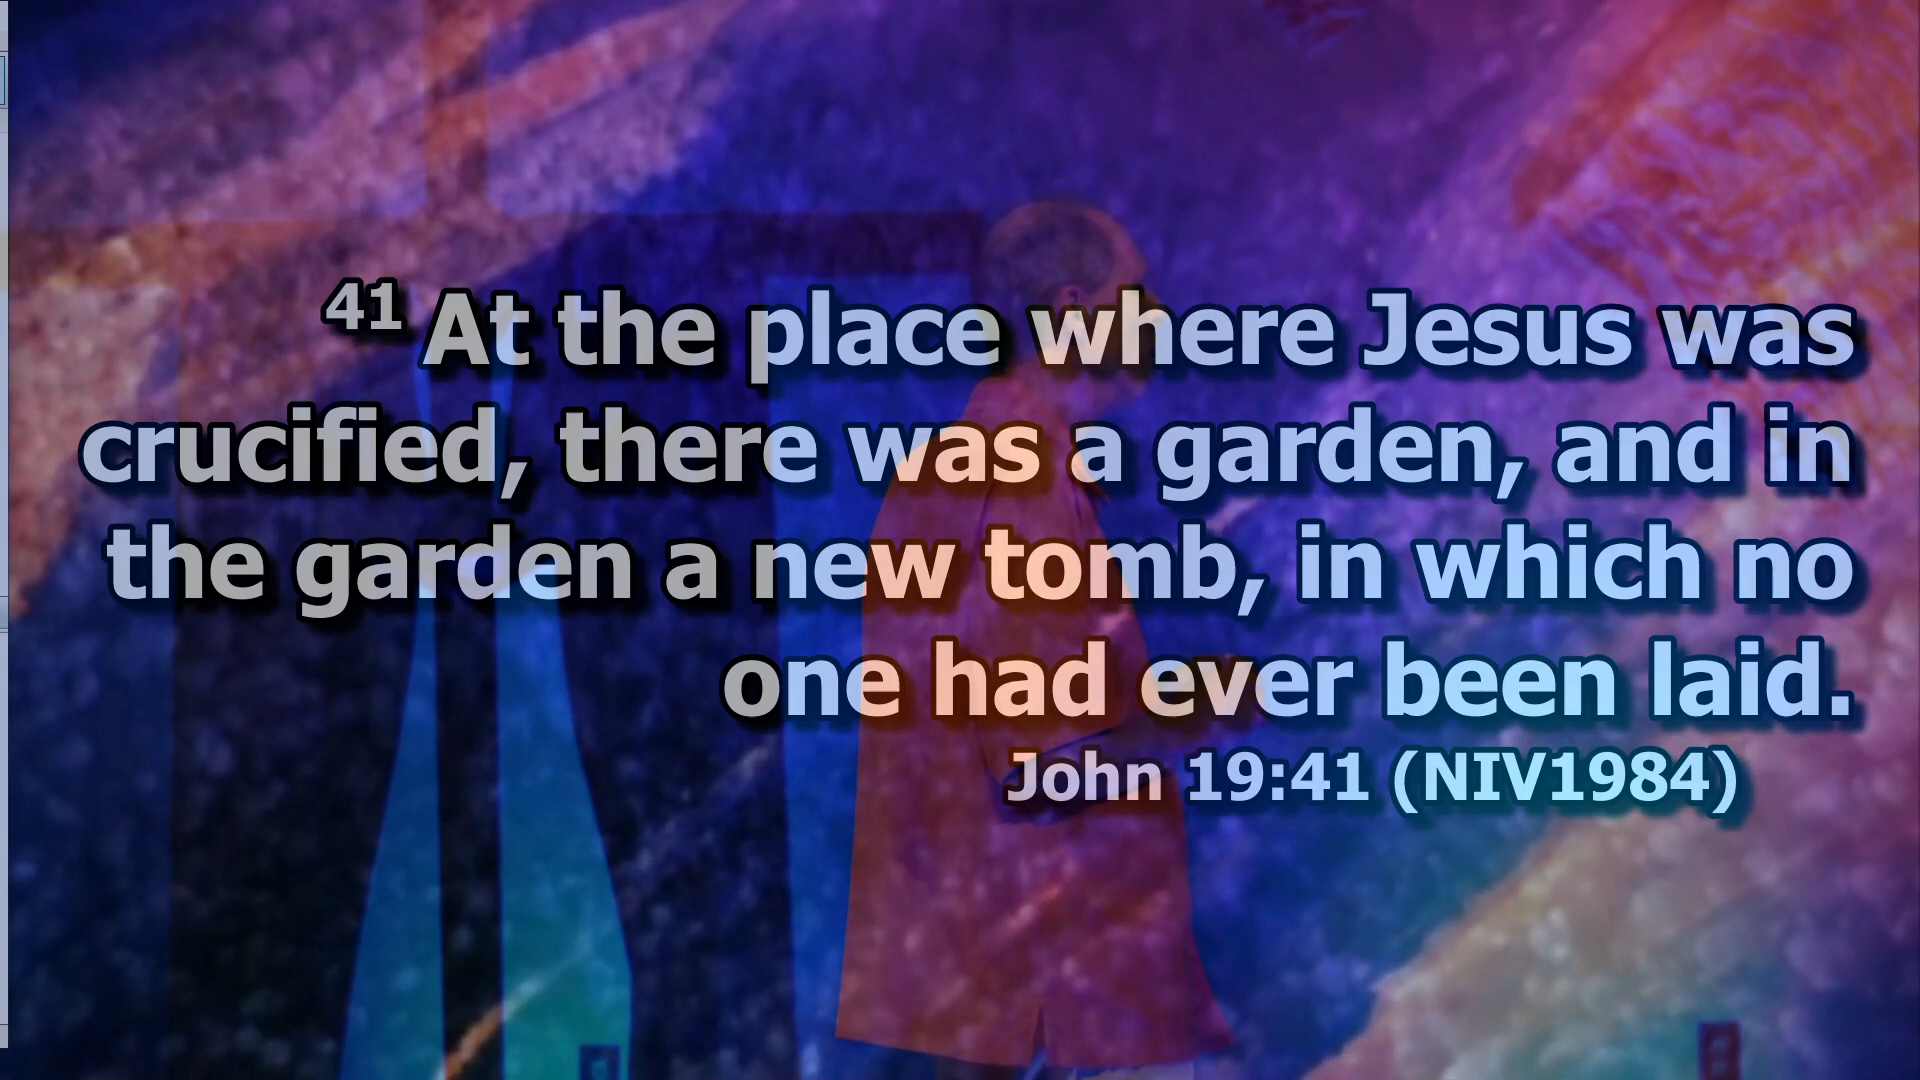 41 At the place where Jesus was
crucified, there was a garden, and in
the garden a new tomb, in which no
one had ever been laid.
John 19:41 (NIV1984)